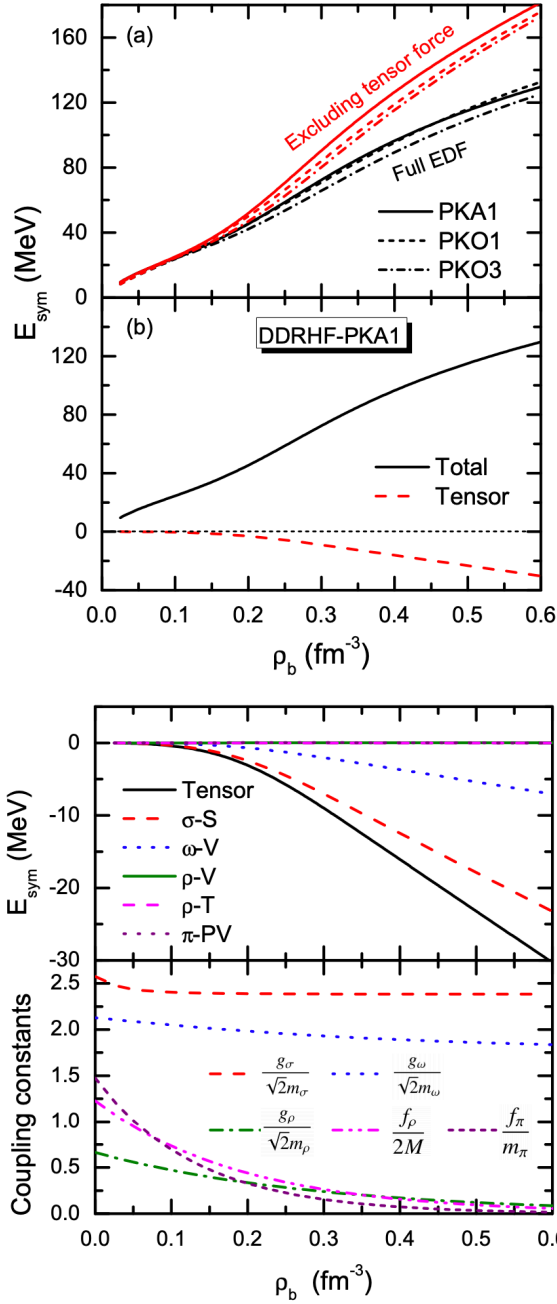 (a)
160
120
80
40
0
E_sym (MeV)
Excluding tensor force
Full EDF
PKA1
PKO1
PKO3
(b)
DDRHF-PKA1
120
80
40
0
-40
Total
Tensor
0.0 0.1 0.2 0.3 0.4 0.5 0.6
ρ_b (fm⁻³)
0
-10
-20
-30
E_sym (MeV)
Tensor
σ-S
ω-V
ρ-V
ρ-T
π-PV
2.5
2.0
1.5
1.0
0.5
0.0
Coupling constants
g_σ/√2m_σ g_ω/√2m_ω
g_ρ/√2m_ρ f_ρ/2M f_π/m_π
0.0 0.1 0.2 0.3 0.4 0.5 0.
ρ_b (fm⁻³)